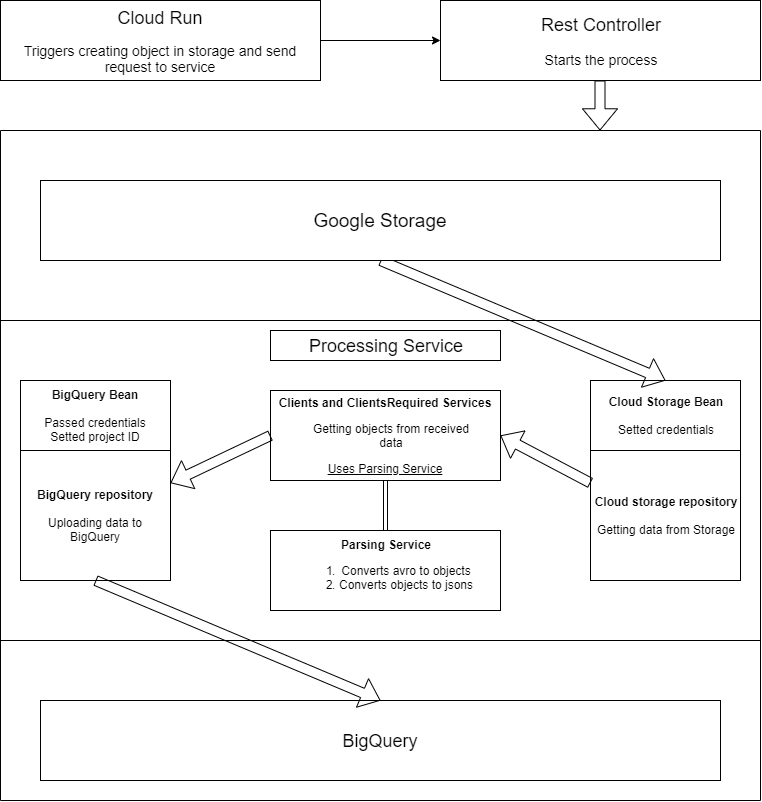 Cloud Run
Triggers creating object in storage and send
request to service
Rest Controller
Starts the process
Google Storage
Processing Service
BigQuery Bean
Passed credentials
Setted project ID
BigQuery repository
Uploading data to
BigQuery
Clients and ClientsRequired Services
Getting objects from received
data
Uses Parsing Service
Parsing Service
1. Converts avro to objects
2. Converts objects to jsons
Cloud Storage Bean
Setted credentials
Cloud storage repository
Getting data from Storage
BigQuery